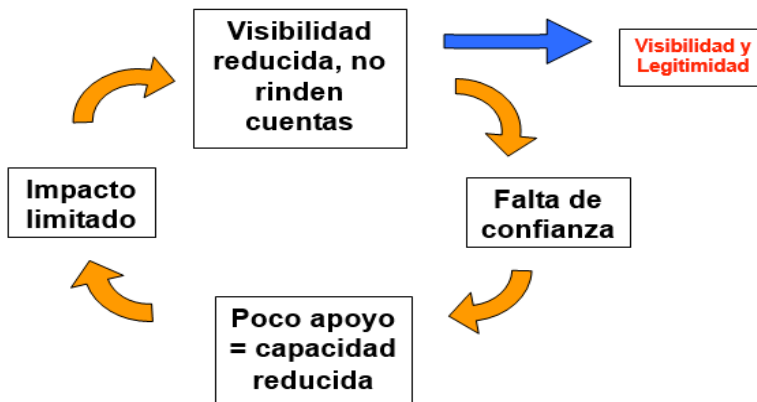 Visibilidad
reducida, no
rinden
cuentas
Visibilidad y
Legitimidad
Falta de
confianza
Poco apoyo
= capacidad
reducida
Impacto
limitado